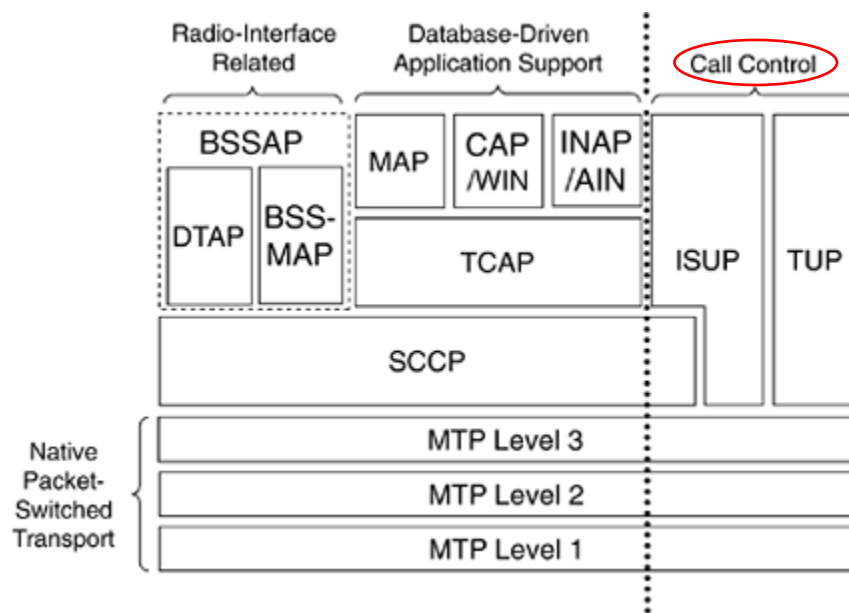 Radio-Interface
Related
Database-Driven
Application Support
Call Control
BSSAP
DTAP
BSS-
MAP
MAP
CAP
/WIN
INAP
/AIN
TCAP
ISUP
TUP
SCCP
Native
Packet-
Switched
Transport
MTP Level 3
MTP Level 2
MTP Level 1